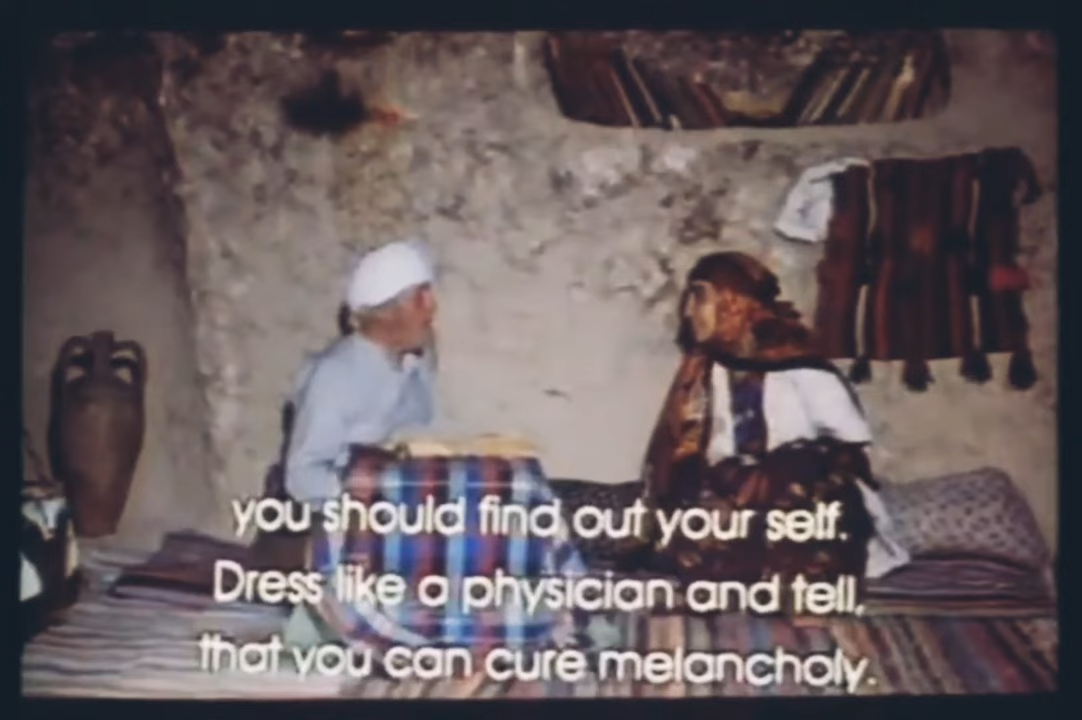 you should find out your self.
Dress like a physician and tell,
that you can cure melancholy.